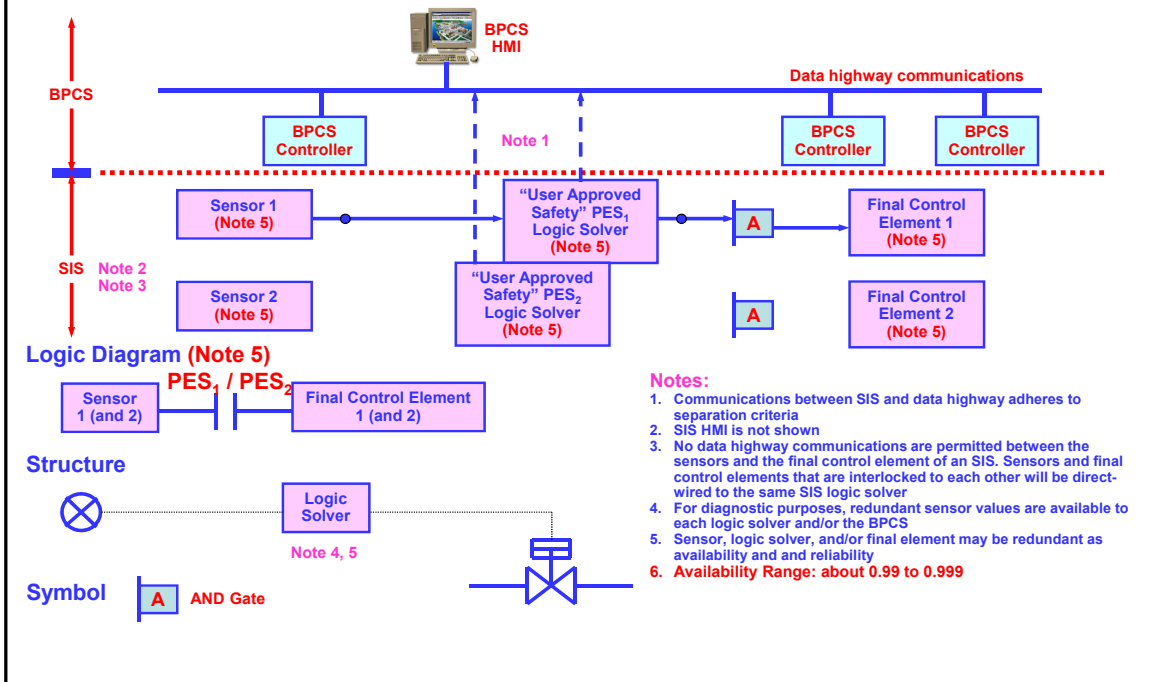 BPCS
HMI
Data highway communications
BPCS
BPCS
Controller
Note 1
BPCS
Controller
BPCS
Controller
Sensor 1
(Note 5)
“User Approved
Safety” PES1
Logic Solver
(Note 5)
A
Final Control
Element 1
(Note 5)
SIS
Note 2
Note 3
Sensor 2
(Note 5)
“User Approved
Safety” PES2
Logic Solver
(Note 5)
A
Final Control
Element 2
(Note 5)
Logic Diagram (Note 5)
PES1 / PES2
Sensor
1 (and 2)
Final Control Element
1 (and 2)
Structure
Logic
Solver
Note 4, 5
Symbol
A
AND Gate
Notes:
1. Communications between SIS and data highway adheres to
separation criteria
2. SIS HMI is not shown
3. No data highway communications are permitted between the
sensors and the final control element of an SIS. Sensors and final
control elements that are interlocked to each other will be direct-
wired to the same SIS logic solver
4. For diagnostic purposes, redundant sensor values are available to
each logic solver and/or the BPCS
5. Sensor, logic solver, and/or final element may be redundant as
availability and and reliability
6. Availability Range: about 0.99 to 0.999